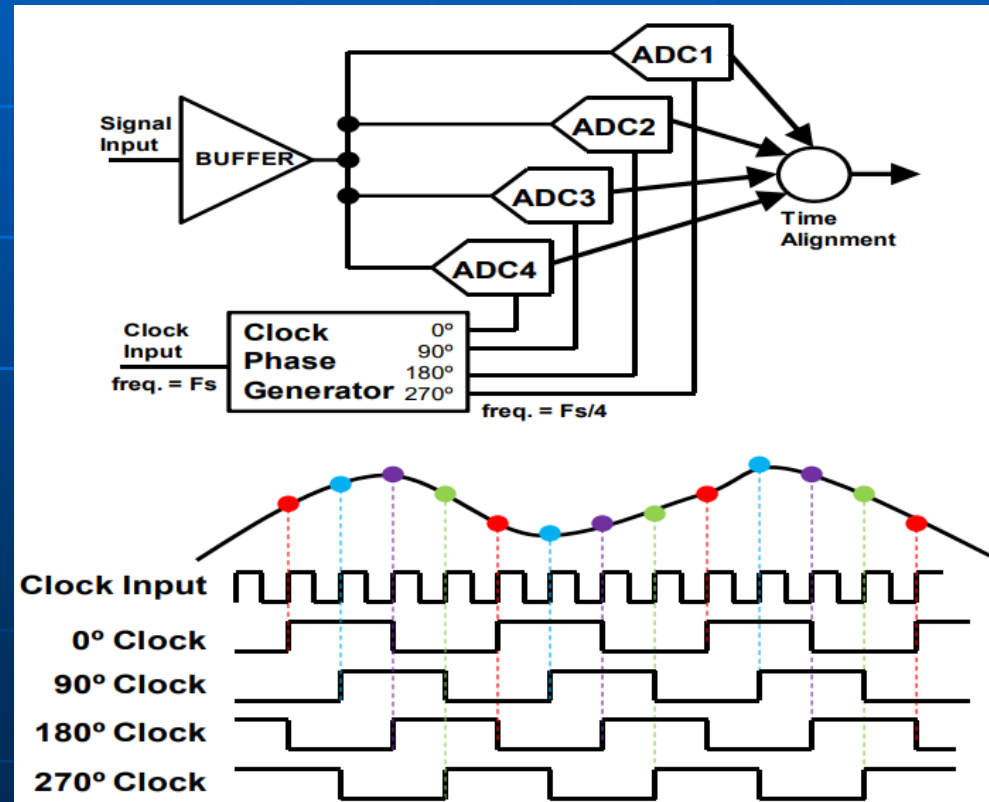 ADC1
Signal
Input
BUFFER
ADC2
ADC3
Time
Alignment
ADC4
Clock
Input
freq. = Fs
Clock
Phase
Generator
0º
90º
180º
270º
freq. = Fs/4
Clock Input
0º Clock
90º Clock
180º Clock
270º Clock